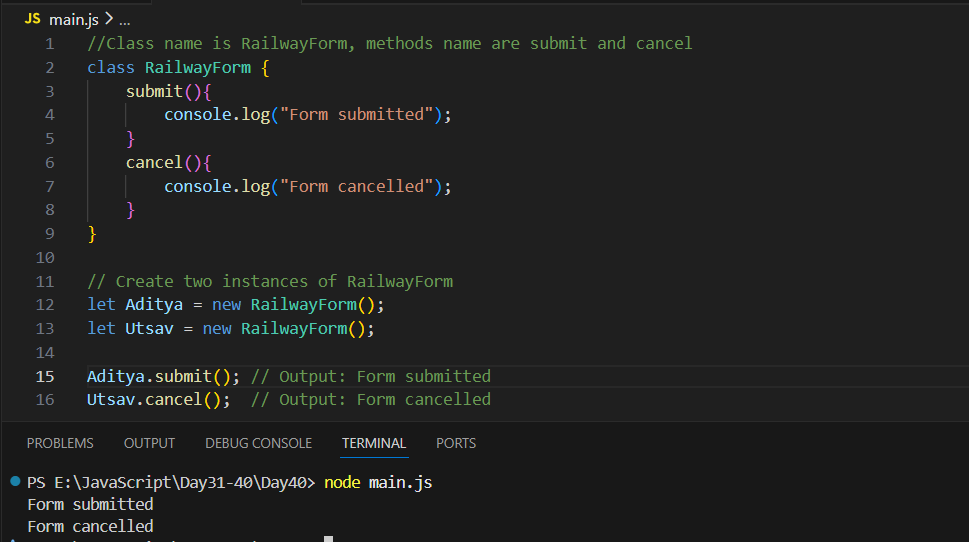 JS main.js > ...
1 //Class name is RailwayForm, methods name are submit and cancel
2 class RailwayForm {
3     submit(){
4         console.log("Form submitted");
5     }
6     cancel(){
7         console.log("Form cancelled");
8     }
9 }
10
11 // Create two instances of RailwayForm
12 let Aditya = new RailwayForm();
13 let Utsav = new RailwayForm();
14
15 Aditya.submit(); // Output: Form submitted
16 Utsav.cancel();  // Output: Form cancelled
PROBLEMS OUTPUT DEBUG CONSOLE TERMINAL PORTS
PS E:\JavaScript\Day31-40\Day40> node main.js
Form submitted
Form cancelled